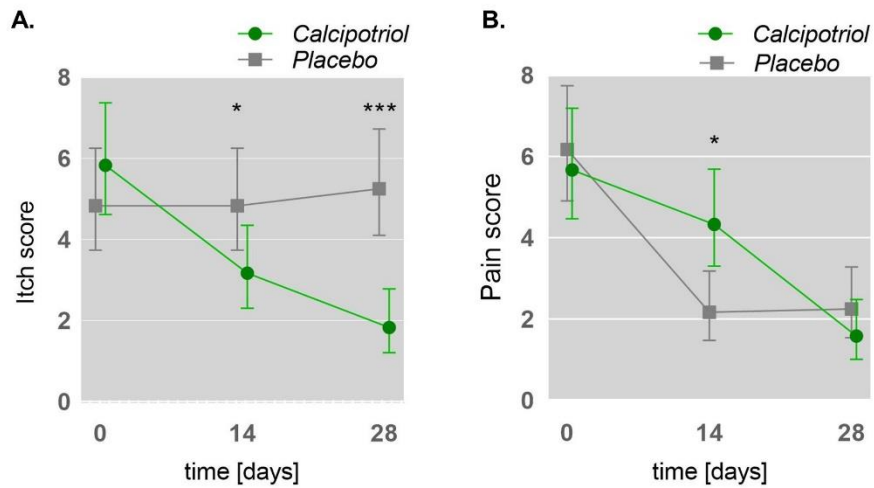 A.
Calcipotriol
Placebo
8
6
4
2
0
Itch score
*
***
0 14 28
time [days]
B.
Calcipotriol
Placebo
8
6
4
2
0
Pain score
*
0 14 28
time [days]